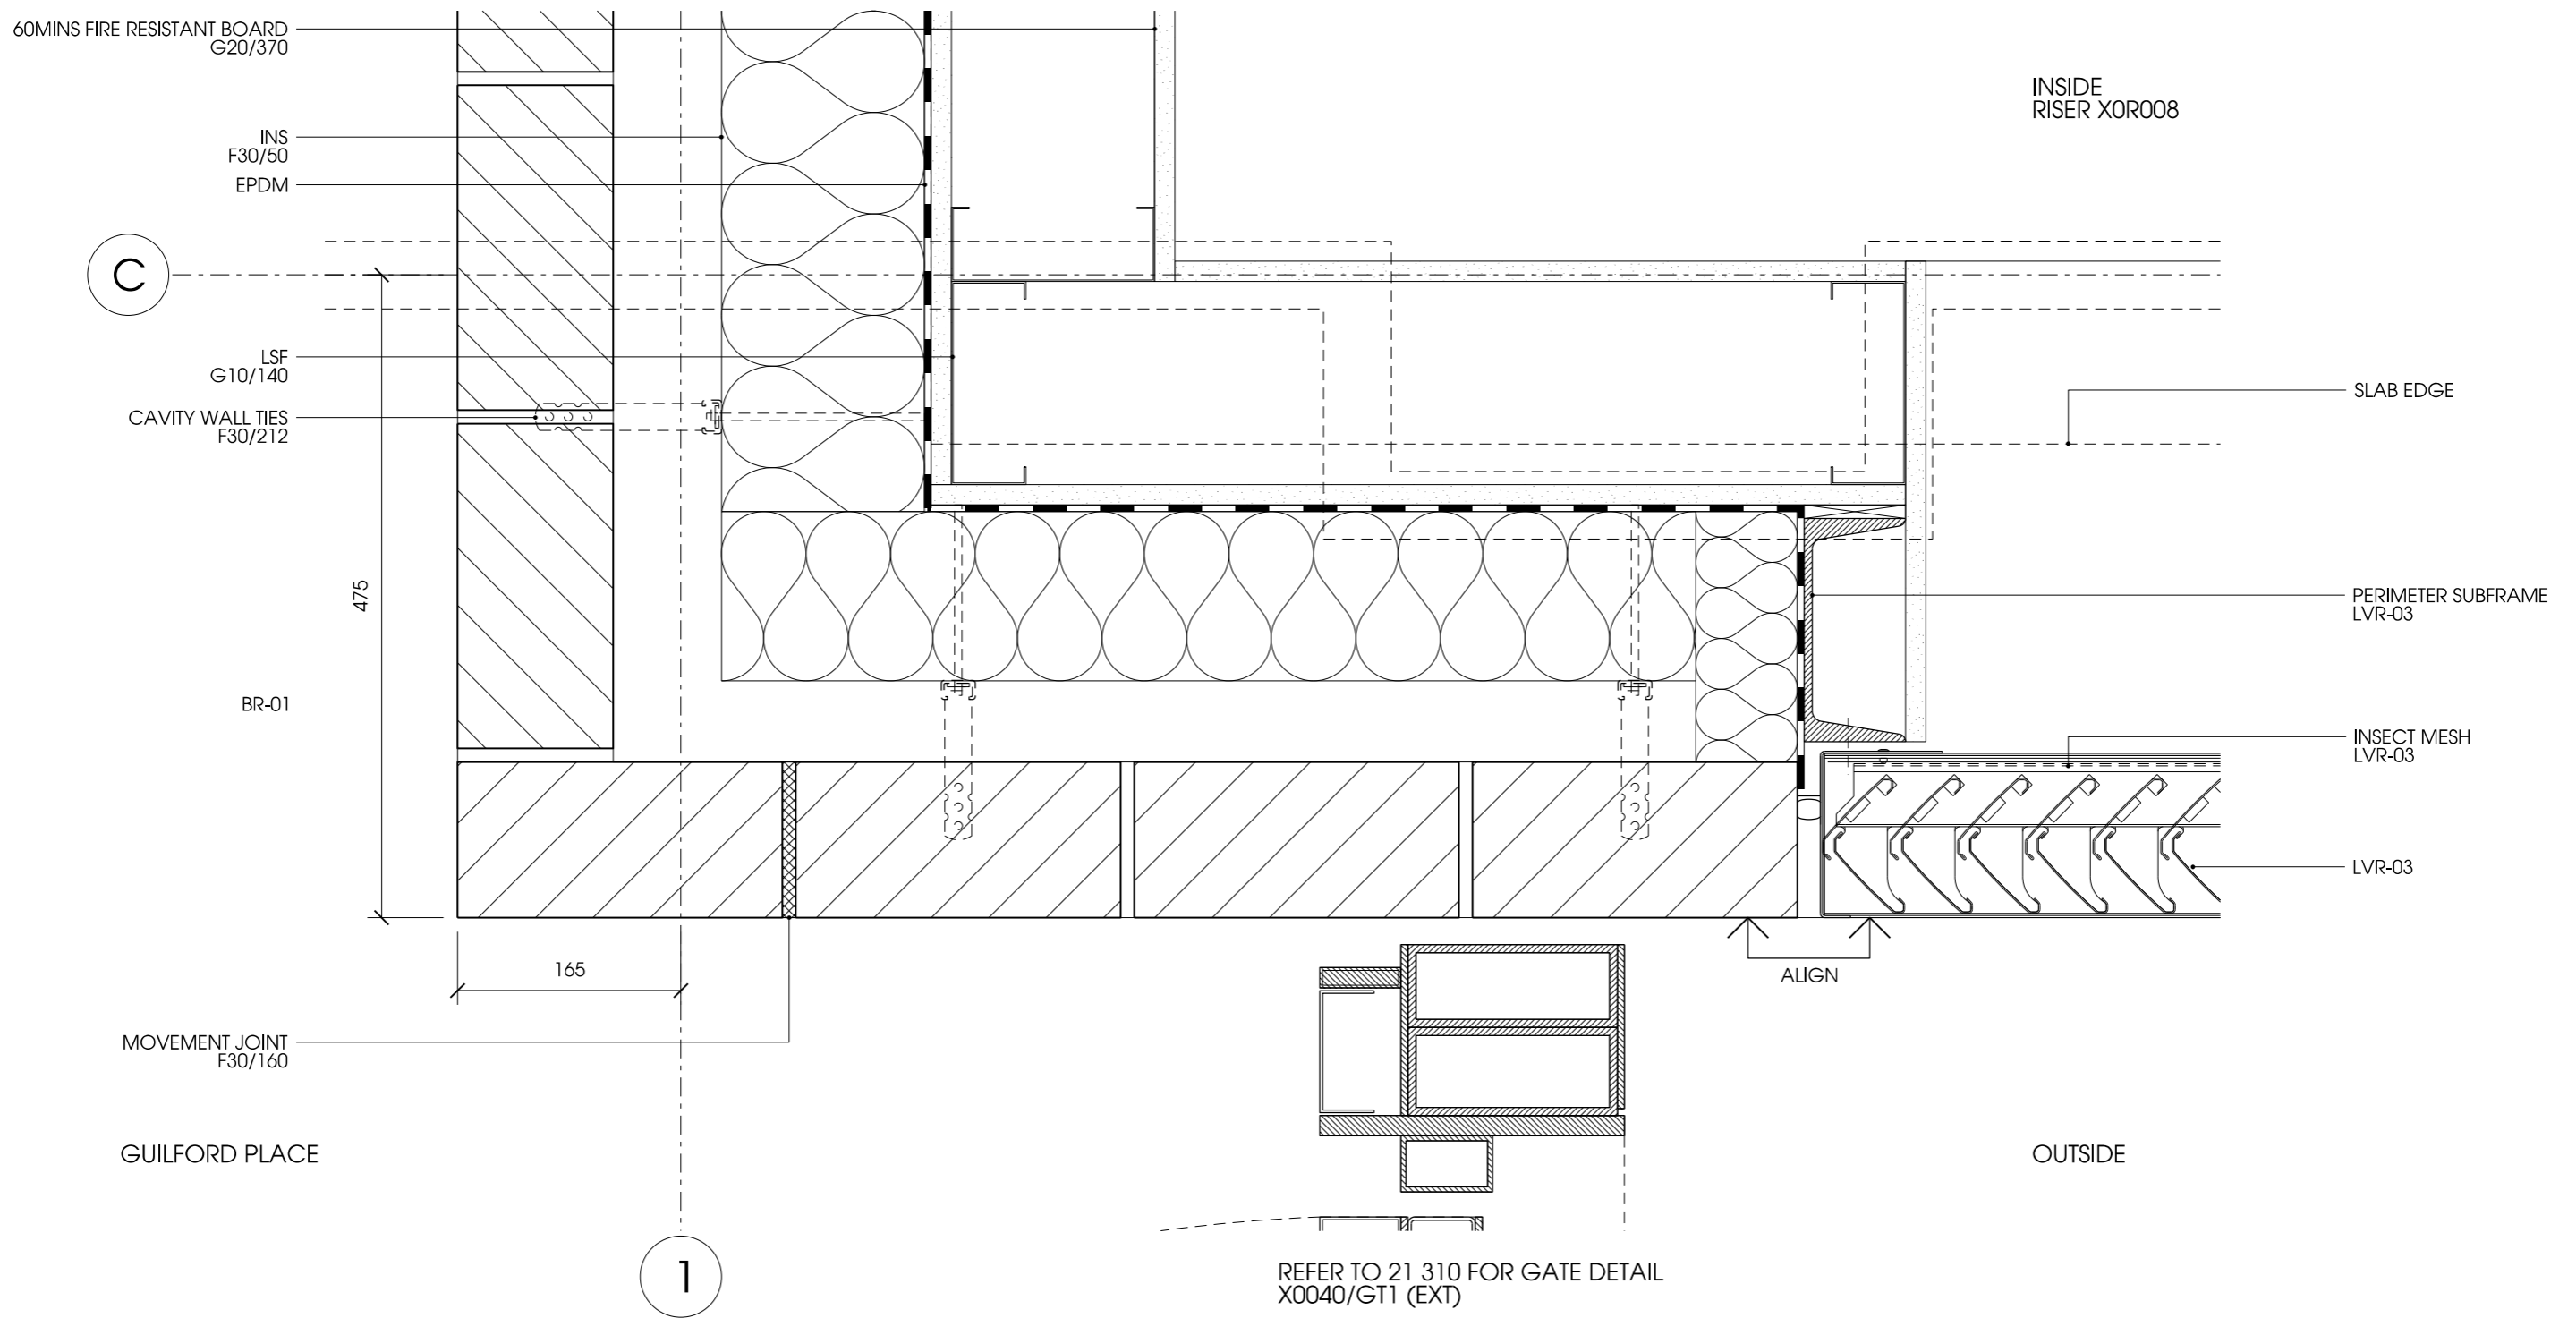 60MINS FIRE RESISTANT BOARD
G20/370
INS
F30/50
EPDM
C
LSF
G10/140
CAVITY WALL TIES
F30/212
475
BR-01
165
MOVEMENT JOINT
F30/160
GUILFORD PLACE
1
INSIDE
RISER X0R008
SLAB EDGE
PERIMETER SUBFRAME
LVR-03
INSECT MESH
LVR-03
LVR-03
ALIGN
OUTSIDE
REFER TO 21 310 FOR GATE DETAIL
X0040/GT1 (EXT)